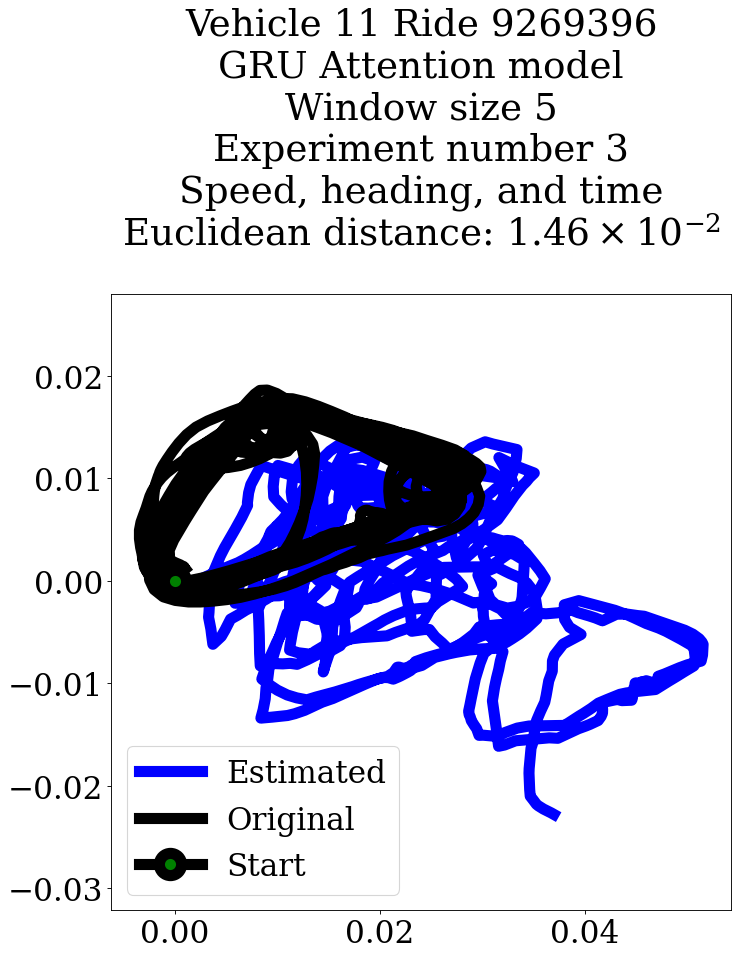 Vehicle 11 Ride 9269396
GRU Attention model
Window size 5
Experiment number 3
Speed, heading, and time
Euclidean distance: 1.46 × 10⁻²
0.02
0.01
0.00
−0.01
−0.02
−0.03
Estimated
Original
Start
0.00 0.02 0.04